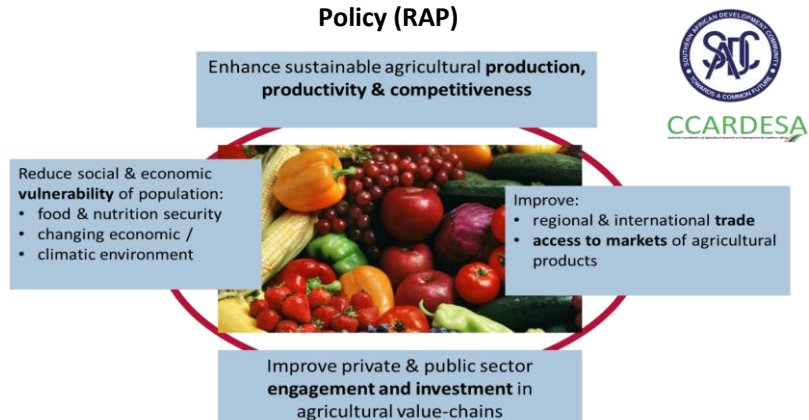 Policy (RAP)
SOUTHERN AFRICAN DEVELOPMENT COMMUNITY
SADC
TOWARDS A COMMON FUTURE
CCARDESA
Enhance sustainable agricultural production,
productivity & competitiveness
Reduce social & economic
vulnerability of population:
• food & nutrition security
• changing economic /
• climatic environment
Improve:
• regional & international trade
• access to markets of agricultural
products
Improve private & public sector
engagement and investment in
agricultural value-chains